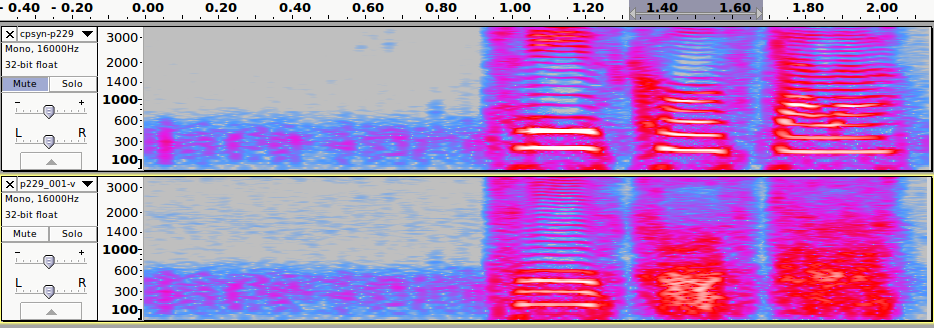 - 0.40 - 0.20 0.00 0.20 0.40 0.60 0.80 1.00 1.20 1.40 1.60 1.80 2.00
cpsyn-p229
Mono, 16000Hz
32-bit float
Mute Solo
- +
L R
3000
2000
1400
1000
600
300
100
p229_001-v
Mono, 16000Hz
32-bit float
Mute Solo
- +
L R
3000
2000
1400
1000
600
300
100